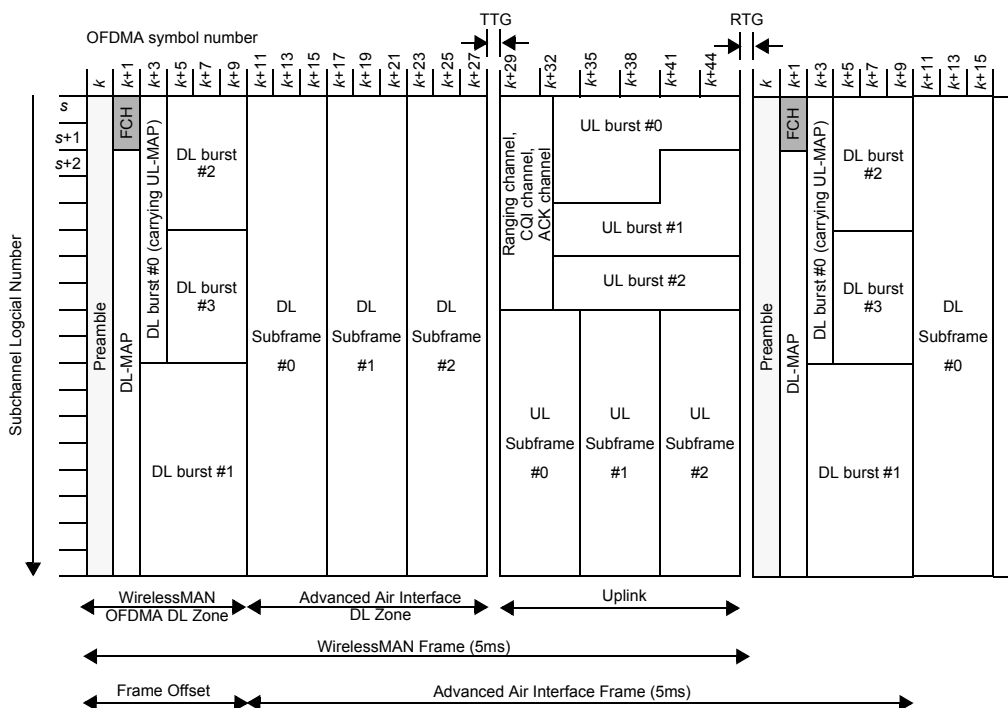 TTG
RTG
OFDMA symbol number
k
k+1
k+3
k+5
k+7
k+9
k+11
k+13
k+15
k+17
k+19
k+21
k+23
k+25
k+27
k+29
k+32
k+35
k+38
k+41
k+44
k
k+1
k+3
k+5
k+7
k+9
k+11
k+13
k+15
Subchannel Logcial Number
s
s+1
s+2
Preamble
FCH
DL-MAP
DL burst #0 (carrying UL-MAP)
DL burst
#2
DL burst
#3
DL burst #1
DL
Subframe
#0
DL
Subframe
#1
DL
Subframe
#2
Ranging channel,
CQI channel,
ACK channel
UL burst #0
UL burst #1
UL burst #2
UL
Subframe
#0
UL
Subframe
#1
UL
Subframe
#2
Preamble
FCH
DL-MAP
DL burst #0 (carrying UL-MAP)
DL burst
#2
DL burst
#3
DL burst #1
DL
Subframe
#0
WirelessMAN
OFDMA DL Zone
Advanced Air Interface
DL Zone
Uplink
WirelessMAN Frame (5ms)
Frame Offset
Advanced Air Interface Frame (5ms)